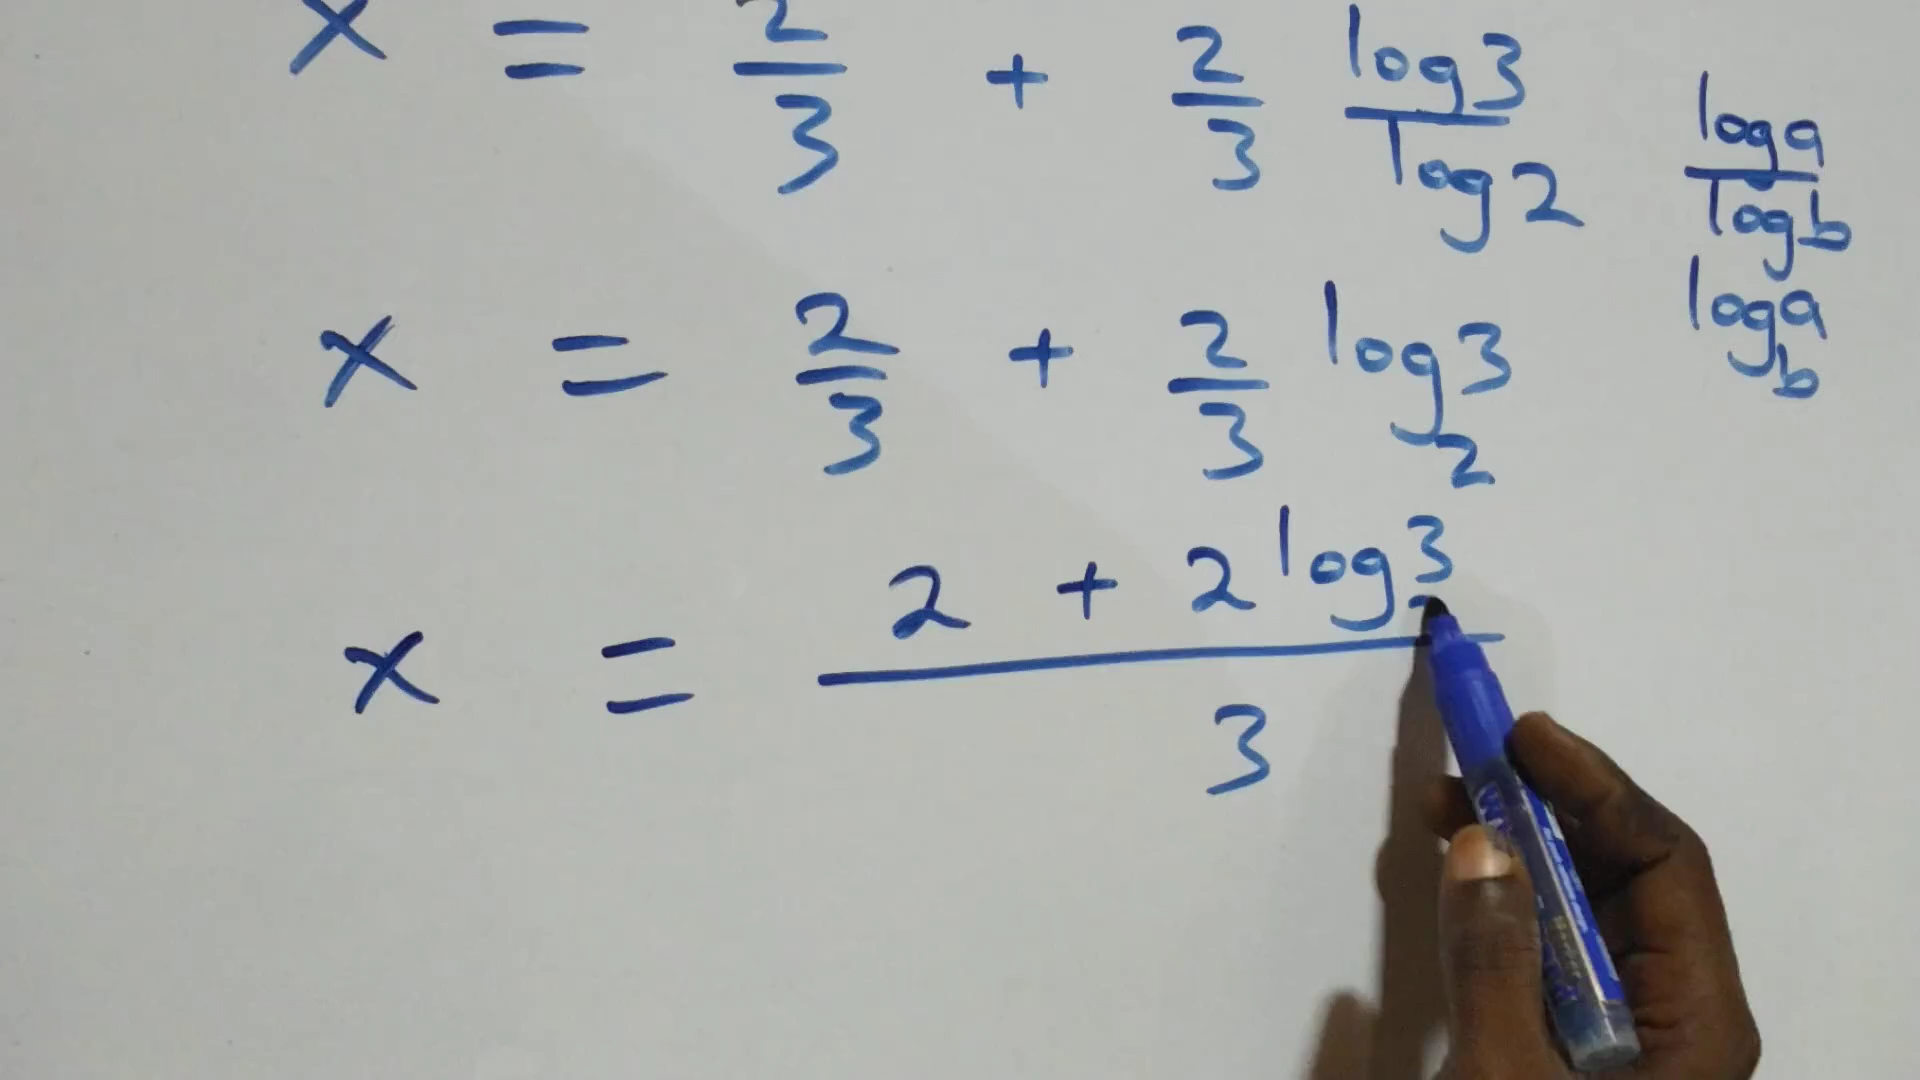 x = 2/3 + 2/3 log3/log2
loga/logb
x = 2/3 + 2/3 log₂3
log_b a
x = (2 + 2log₂3)/3